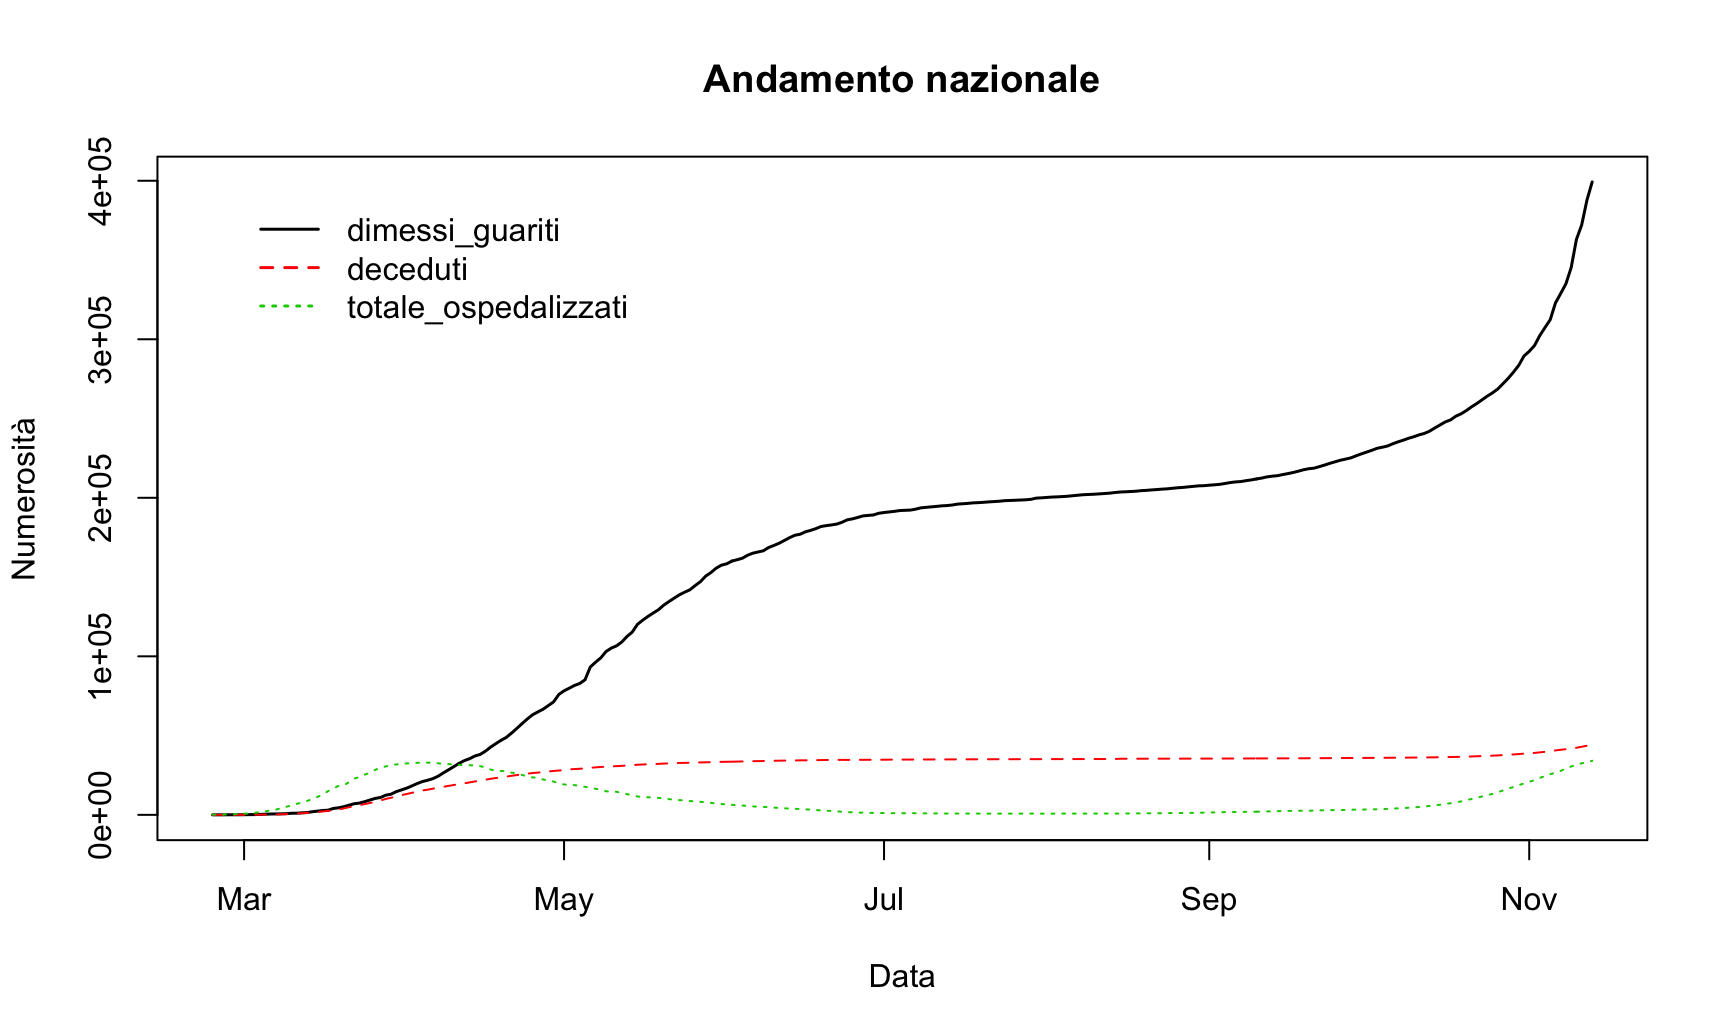 Andamento nazionale
4e+05
3e+05
2e+05
1e+05
0e+00
Numerosità
dimessi_guariti
deceduti
totale_ospedalizzati
Mar May Jul Sep Nov
Data